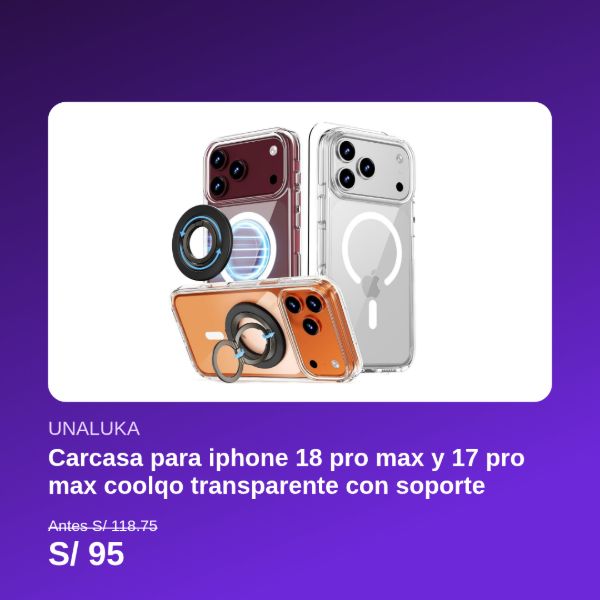 UNALUKA
Carcasa para iphone 18 pro max y 17 pro
max coolqo transparente con soporte
Antes S/ 118.75
S/ 95